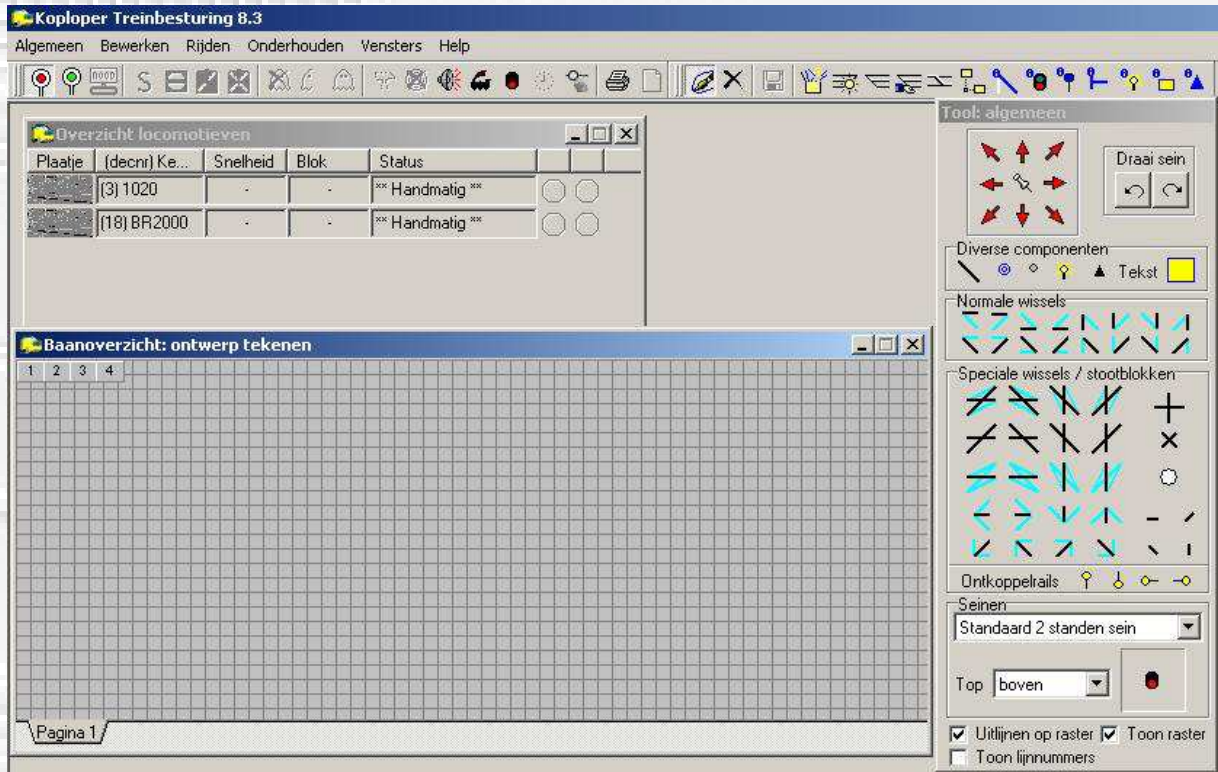 Koploper Treinbesturing 8.3
Algemeen Bewerken Rijden Onderhouden Vensters Help
Overzicht locomotieven
Plaatje (decnr) Ke... Snelheid Blok Status
(3) 1020 - - ** Handmatig **
(18) BR2000 - - ** Handmatig **
Baanoverzicht: ontwerp tekenen
1 2 3 4
Pagina 1
Tool: algemeen
Draai sein
Diverse componenten
Tekst
Normale wissels
Speciale wissels / stootblokken
Ontkoppelrails
Seinen
Standaard 2 standen sein
Top boven
Uitlijnen op raster Toon raster
Toon lijnnummers